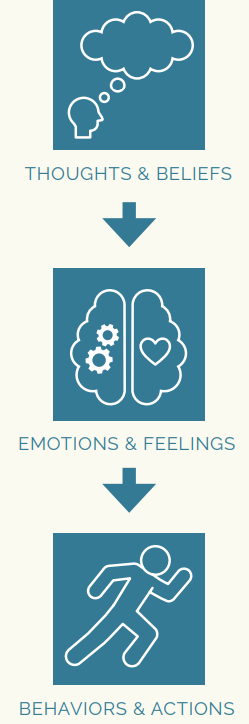 THOUGHTS & BELIEFS
EMOTIONS & FEELINGS
BEHAVIORS & ACTIONS